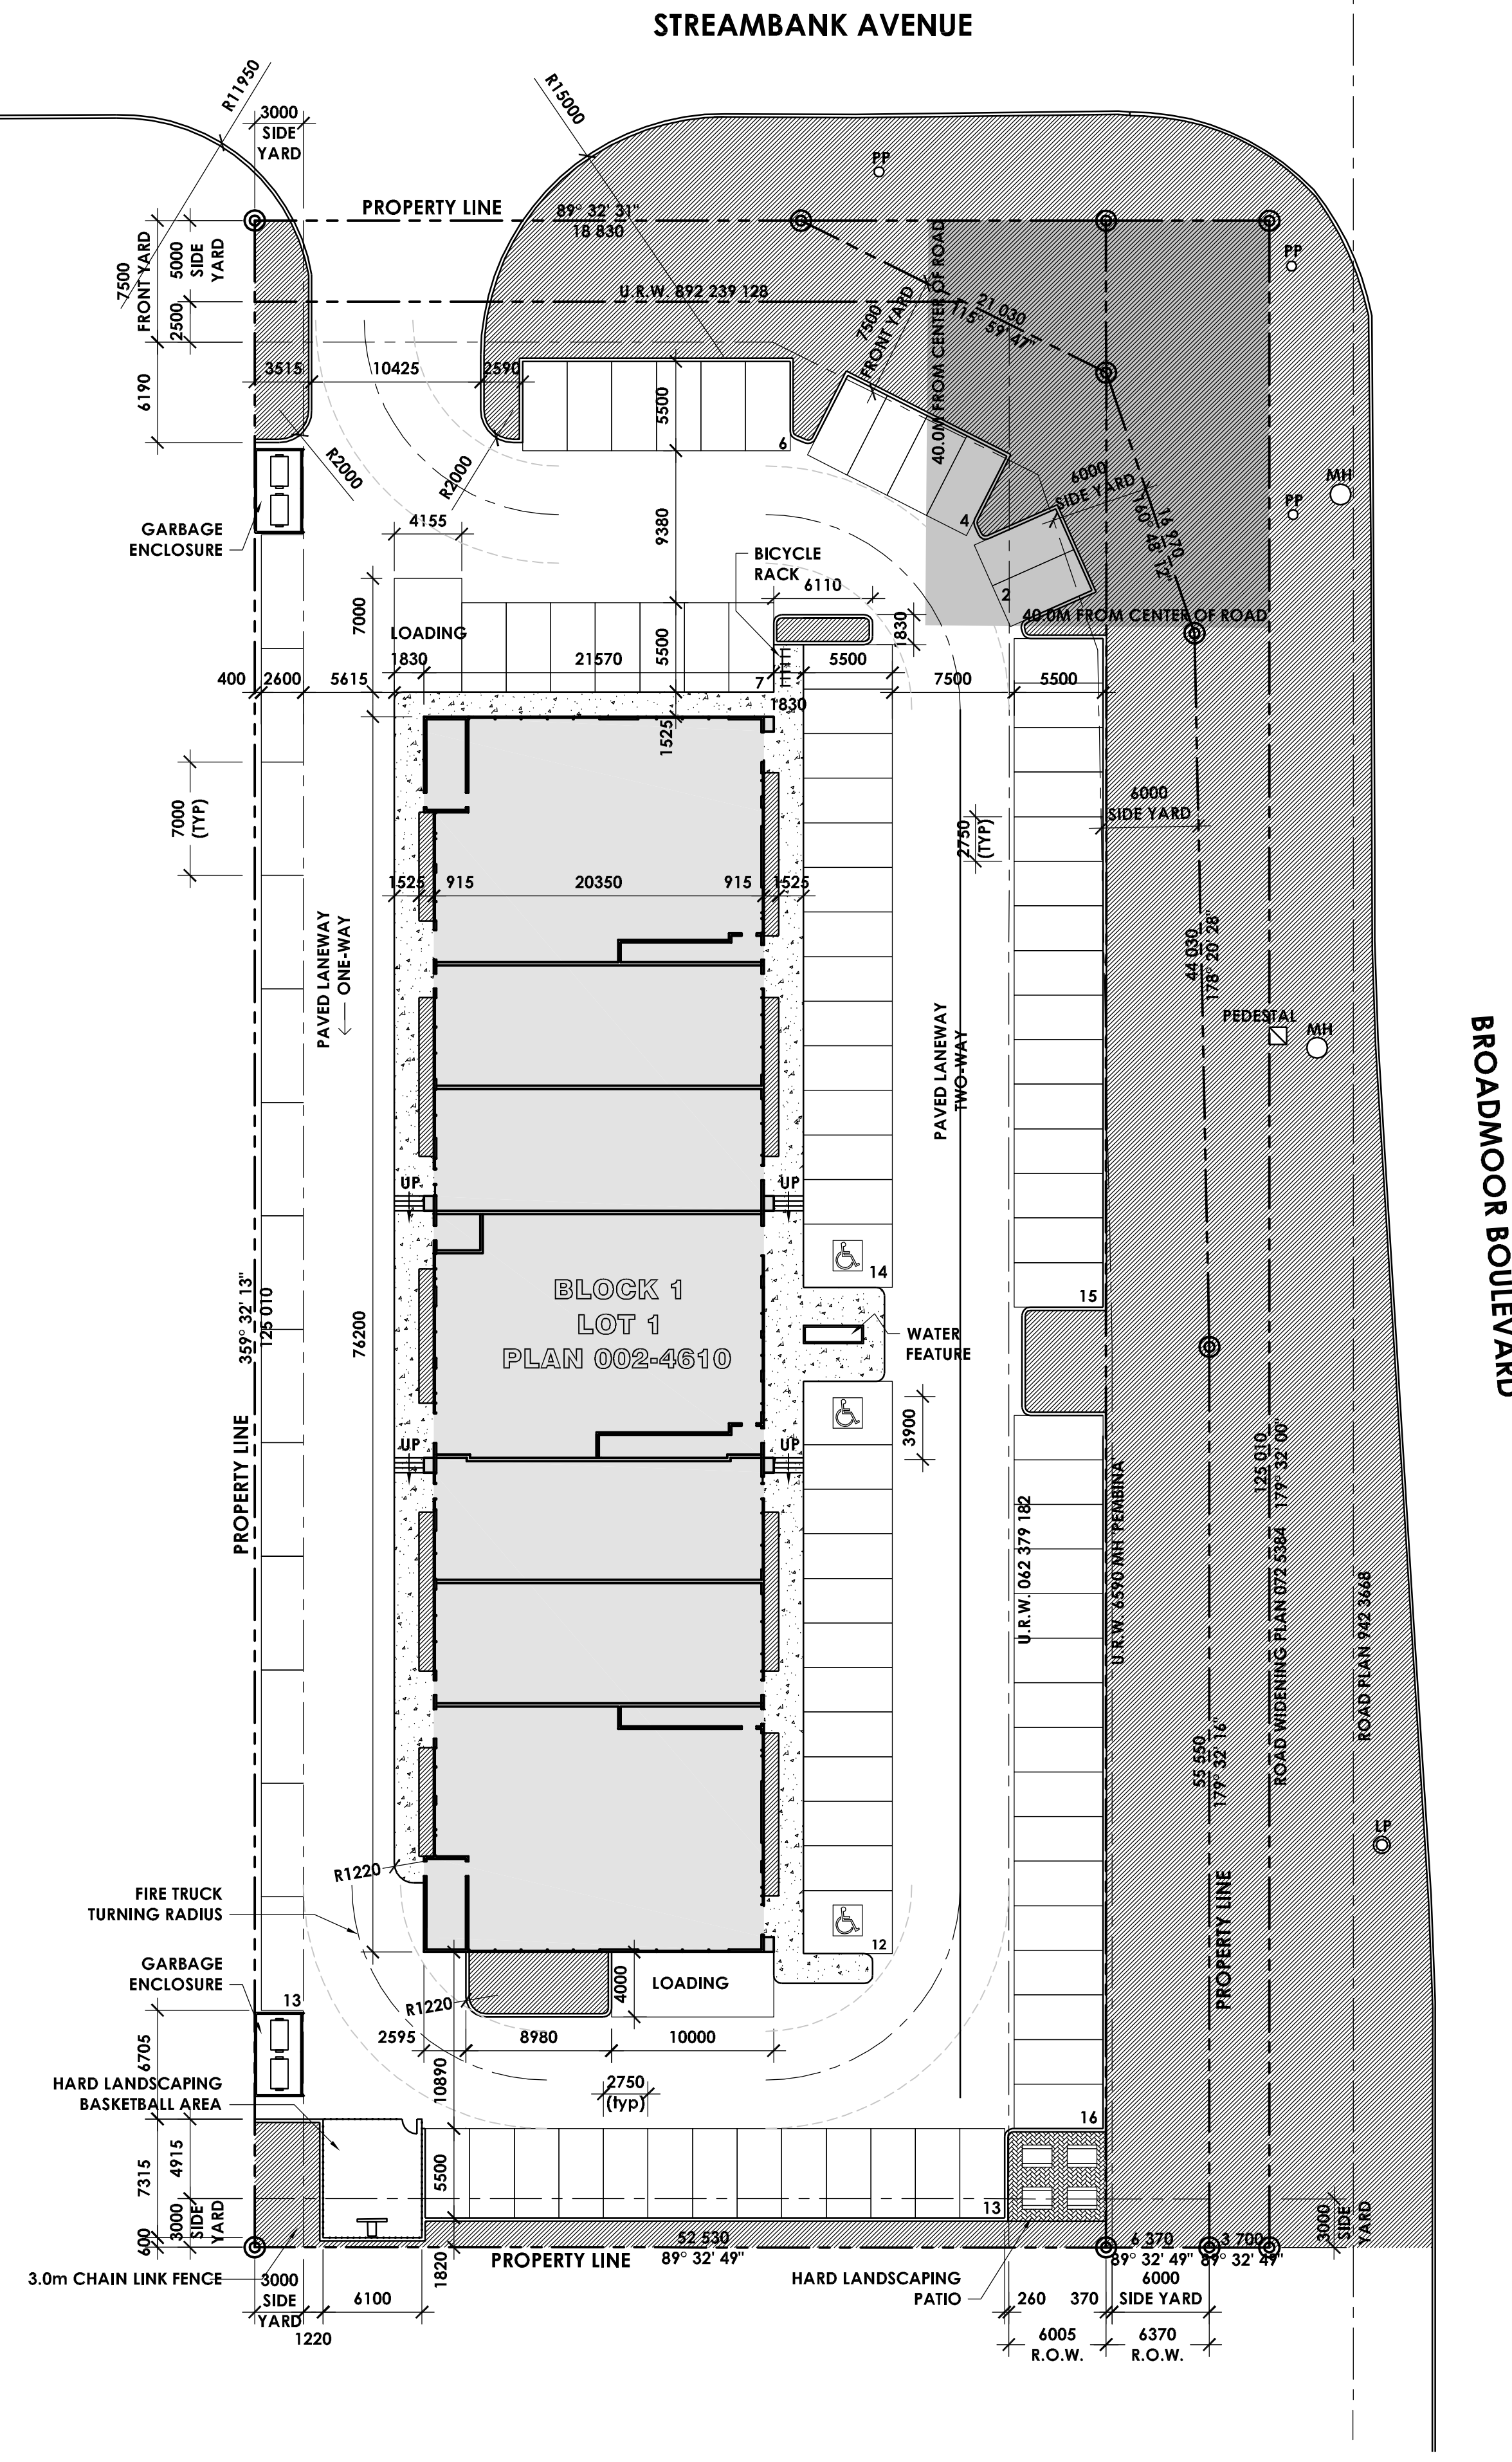 STREAMBANK AVENUE
R11950
R15000
3000
SIDE
YARD
PP
PROPERTY LINE
89° 32' 31"
18 830
7500
FRONT YARD
5000
SIDE
YARD
2500
6190
U.R.W. 892 239 128
7500
FRONT YARD
40.0M FROM CENTER OF ROAD
21 030
115° 59' 47"
PP
3515
10425
2590
5500
6
R2000
R2000
4
6000
SIDE YARD
16 970
160° 48' 12"
PP
MH
GARBAGE
ENCLOSURE
4155
9380
BICYCLE
RACK
6110
2
40.0M FROM CENTER OF ROAD
7000
LOADING
1830
21570
5500
1830
5500
7500
5500
400
2600
5615
7
1830
1525
7000
(TYP)
6000
SIDE YARD
2750
(TYP)
1525
915
20350
915
1525
PAVED LANEWAY
ONE-WAY
44 030
178° 20' 28"
PAVED LANEWAY
TWO-WAY
PEDESTAL
MH
BROADMOOR BOULEVARD
UP
UP
14
15
359° 32' 13"
125 010
76200
BLOCK 1
LOT 1
PLAN 002-4610
WATER
FEATURE
3900
PROPERTY LINE
UP
UP
U.R.W. 062 379 182
U.R.W. 6590 MH 'PEMBINA'
125 010
179° 32' 00"
ROAD WIDENING PLAN 072 5384
ROAD PLAN 942 3668
55 550
179° 32' 16"
LP
R1220
FIRE TRUCK
TURNING RADIUS
PROPERTY LINE
12
GARBAGE
ENCLOSURE
13
R1220
4000
LOADING
2595
8980
10000
6705
10890
2750
(typ)
HARD LANDSCAPING
BASKETBALL AREA
16
7315
4915
5500
3000
SIDE
YARD
600
13
3000
SIDE
YARD
PROPERTY LINE
52 530
89° 32' 49"
6 370
89° 32' 49"
3 700
89° 32' 49"
1820
3.0m CHAIN LINK FENCE
3000
SIDE
YARD
6100
1220
HARD LANDSCAPING
PATIO
260
370
6000
SIDE YARD
6005
R.O.W.
6370
R.O.W.